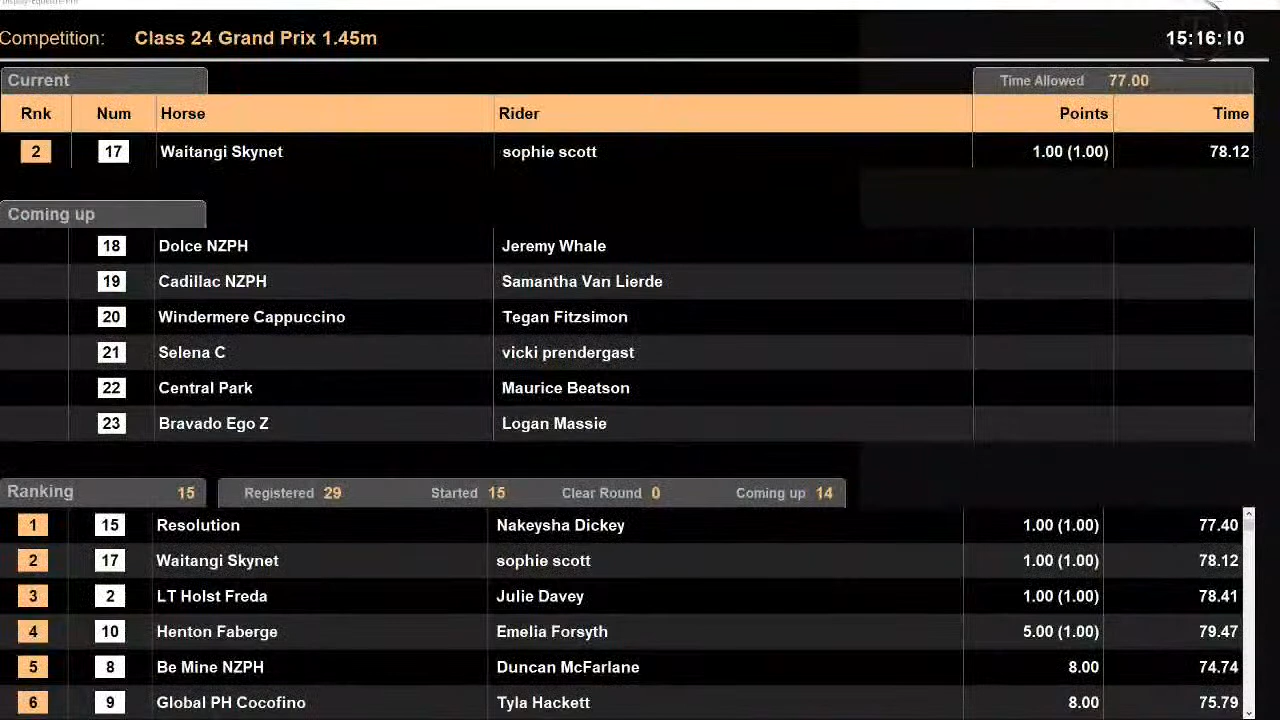 Competition: Class 24 Grand Prix 1.45m 15:16:10
Current Time Allowed 77.00
Rnk Num Horse Rider Points Time
2 17 Waitangi Skynet sophie scott 1.00 (1.00) 78.12
Coming up
18 Dolce NZPH Jeremy Whale
19 Cadillac NZPH Samantha Van Lierde
20 Windermere Cappuccino Tegan Fitzsimon
21 Selena C vicki prendergast
22 Central Park Maurice Beatson
23 Bravado Ego Z Logan Massie
Ranking 15 Registered 29 Started 15 Clear Round 0 Coming up 14
1 15 Resolution Nakeysha Dickey 1.00 (1.00) 77.40
2 17 Waitangi Skynet sophie scott 1.00 (1.00) 78.12
3 2 LT Holst Freda Julie Davey 1.00 (1.00) 78.41
4 10 Henton Faberge Emelia Forsyth 5.00 (1.00) 79.47
5 8 Be Mine NZPH Duncan McFarlane 8.00 74.74
6 9 Global PH Cocofino Tyla Hackett 8.00 75.79